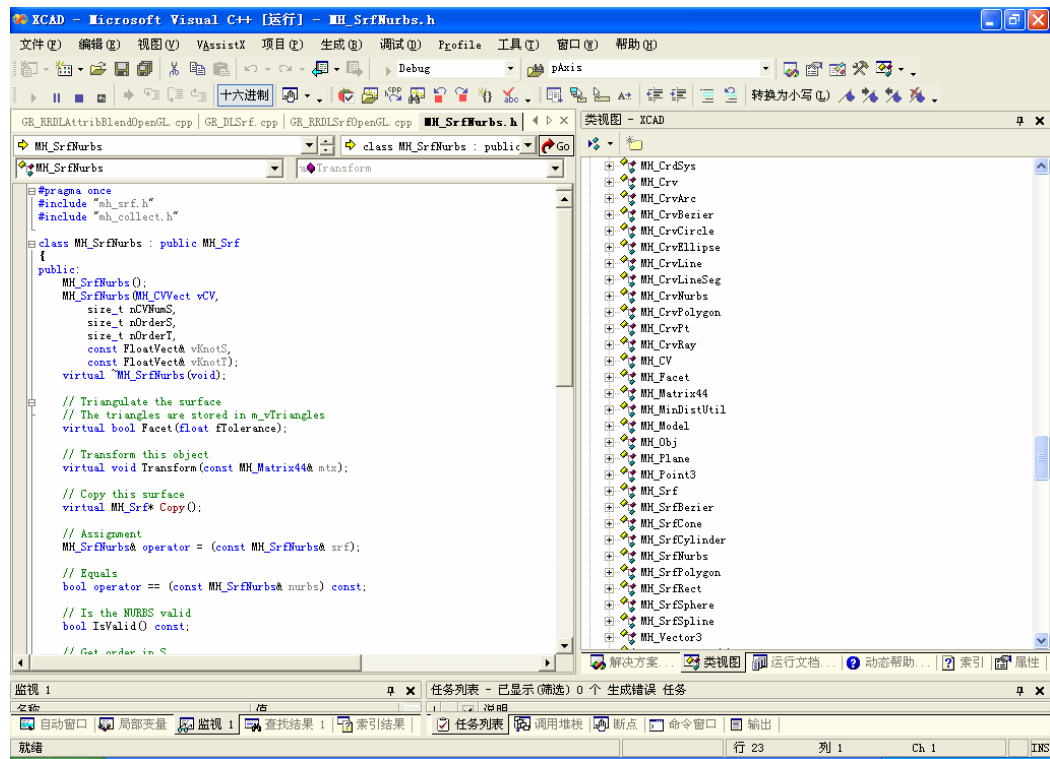 XCAD - Microsoft Visual C++ [运行] - MH_SrfNurbs.h
文件(F) 编辑(E) 视图(V) VAssistX 项目(P) 生成(B) 调试(D) Profile 工具(T) 窗口(W) 帮助(H)
Debug pAxis
十六进制 转换为小写(L)
GR_RRDLAttribBlendOpenGL.cpp GR_DLSrf.cpp GR_RRDLSrfOpenGL.cpp MH_SrfNurbs.h
MH_SrfNurbs class MH_SrfNurbs : public Go
MH_SrfNurbs Transform
#pragma once
#include "mh_srf.h"
#include "mh_collect.h"
class MH_SrfNurbs : public MH_Srf
{
public:
MH_SrfNurbs();
MH_SrfNurbs(MH_CVVect vCV,
size_t nCVNumS,
size_t nOrderS,
size_t nOrderT,
const FloatVect& vKnotS,
const FloatVect& vKnotT);
virtual ~MH_SrfNurbs(void);
// Triangulate the surface
// The triangles are stored in m_vTriangles
virtual bool Facet(float fTolerance);
// Transform this object
virtual void Transform(const MH_Matrix44& mtx);
// Copy this surface
virtual MH_Srf* Copy();
// Assignment
MH_SrfNurbs& operator = (const MH_SrfNurbs& srf);
// Equals
bool operator == (const MH_SrfNurbs& nurbs) const;
// Is the NURBS valid
bool IsValid() const;
// Get order in S
类视图 - XCAD
MH_CrdSys
MH_Crv
MH_CrvArc
MH_CrvBezier
MH_CrvCircle
MH_CrvEllipse
MH_CrvLine
MH_CrvLineSeg
MH_CrvNurbs
MH_CrvPolygon
MH_CrvPt
MH_CrvRay
MH_CV
MH_Facet
MH_Matrix44
MH_MinDistUtil
MH_Model
MH_Obj
MH_Plane
MH_Point3
MH_Srf
MH_SrfBezier
MH_SrfCone
MH_SrfCylinder
MH_SrfNurbs
MH_SrfPolygon
MH_SrfRect
MH_SrfSphere
MH_SrfSpline
MH_Vector3
解决方案... 类视图 运行文档... 动态帮助... 索引 属性
监视 1 任务列表 - 已显示(筛选) 0 个 生成错误 任务
名称 值 ! 说明
自动窗口 局部变量 监视 1 查找结果 1 索引结果 任务列表 调用堆栈 断点 命令窗口 输出
就绪 行 23 列 1 Ch 1 INS